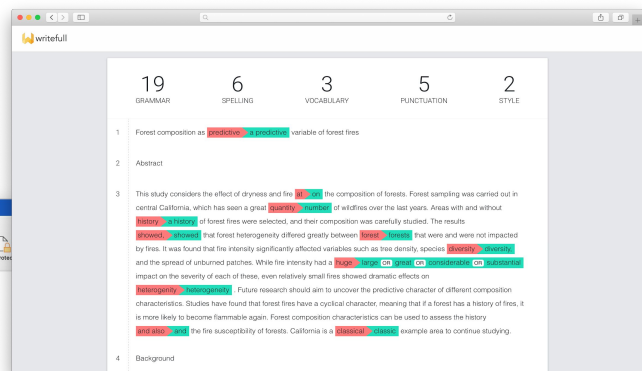 writefull
19 6 3 5 2
GRAMMAR SPELLING VOCABULARY PUNCTUATION STYLE
1 Forest composition as predictive a predictive variable of forest fires
2 Abstract
3 This study considers the effect of dryness and fire at on the composition of forests. Forest sampling was carried out in
central California, which has seen a great quantity number of wildfires over the last years. Areas with and without
history a history of forest fires were selected, and their composition was carefully studied. The results
showed, showed that forest heterogeneity differed greatly between forest forests that were and were not impacted
by fires. It was found that fire intensity significantly affected variables such as tree density, species diversity diversity,
and the spread of unburned patches. While fire intensity had a huge large OR great OR considerable OR substantial
impact on the severity of each of these, even relatively small fires showed dramatic effects on
heterogenity heterogeneity . Future research should aim to uncover the predictive character of different composition
characteristics. Studies have found that forest fires have a cyclical character, meaning that if a forest has a history of fires, it
is more likely to become flammable again. Forest composition characteristics can be used to assess the history
and also and the fire susceptibility of forests. California is a classical classic example area to continue studying.
4 Background